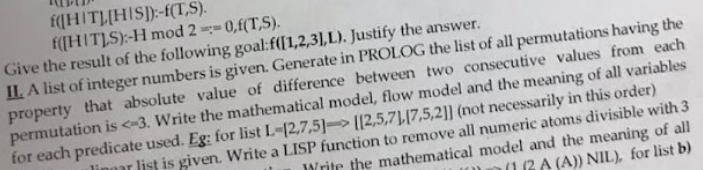 f([H|T],[H|S]):-f(T,S).
f([H|T],S):-H mod 2 =:= 0,f(T,S).
Give the result of the following goal:f([1,2,3],L). Justify the answer.
II. A list of integer numbers is given. Generate in PROLOG the list of all permutations having the
property that absolute value of difference between two consecutive values from each
permutation is <=3. Write the mathematical model, flow model and the meaning of all variables
for each predicate used. Eg: for list L=[2,7,5]=> [[2,5,7],[7,5,2]] (not necessarily in this order)
list is given. Write a LISP function to remove all numeric atoms divisible with 3
Write the mathematical model and the meaning of all
(1 (2 A (A)) NIL), for list b)